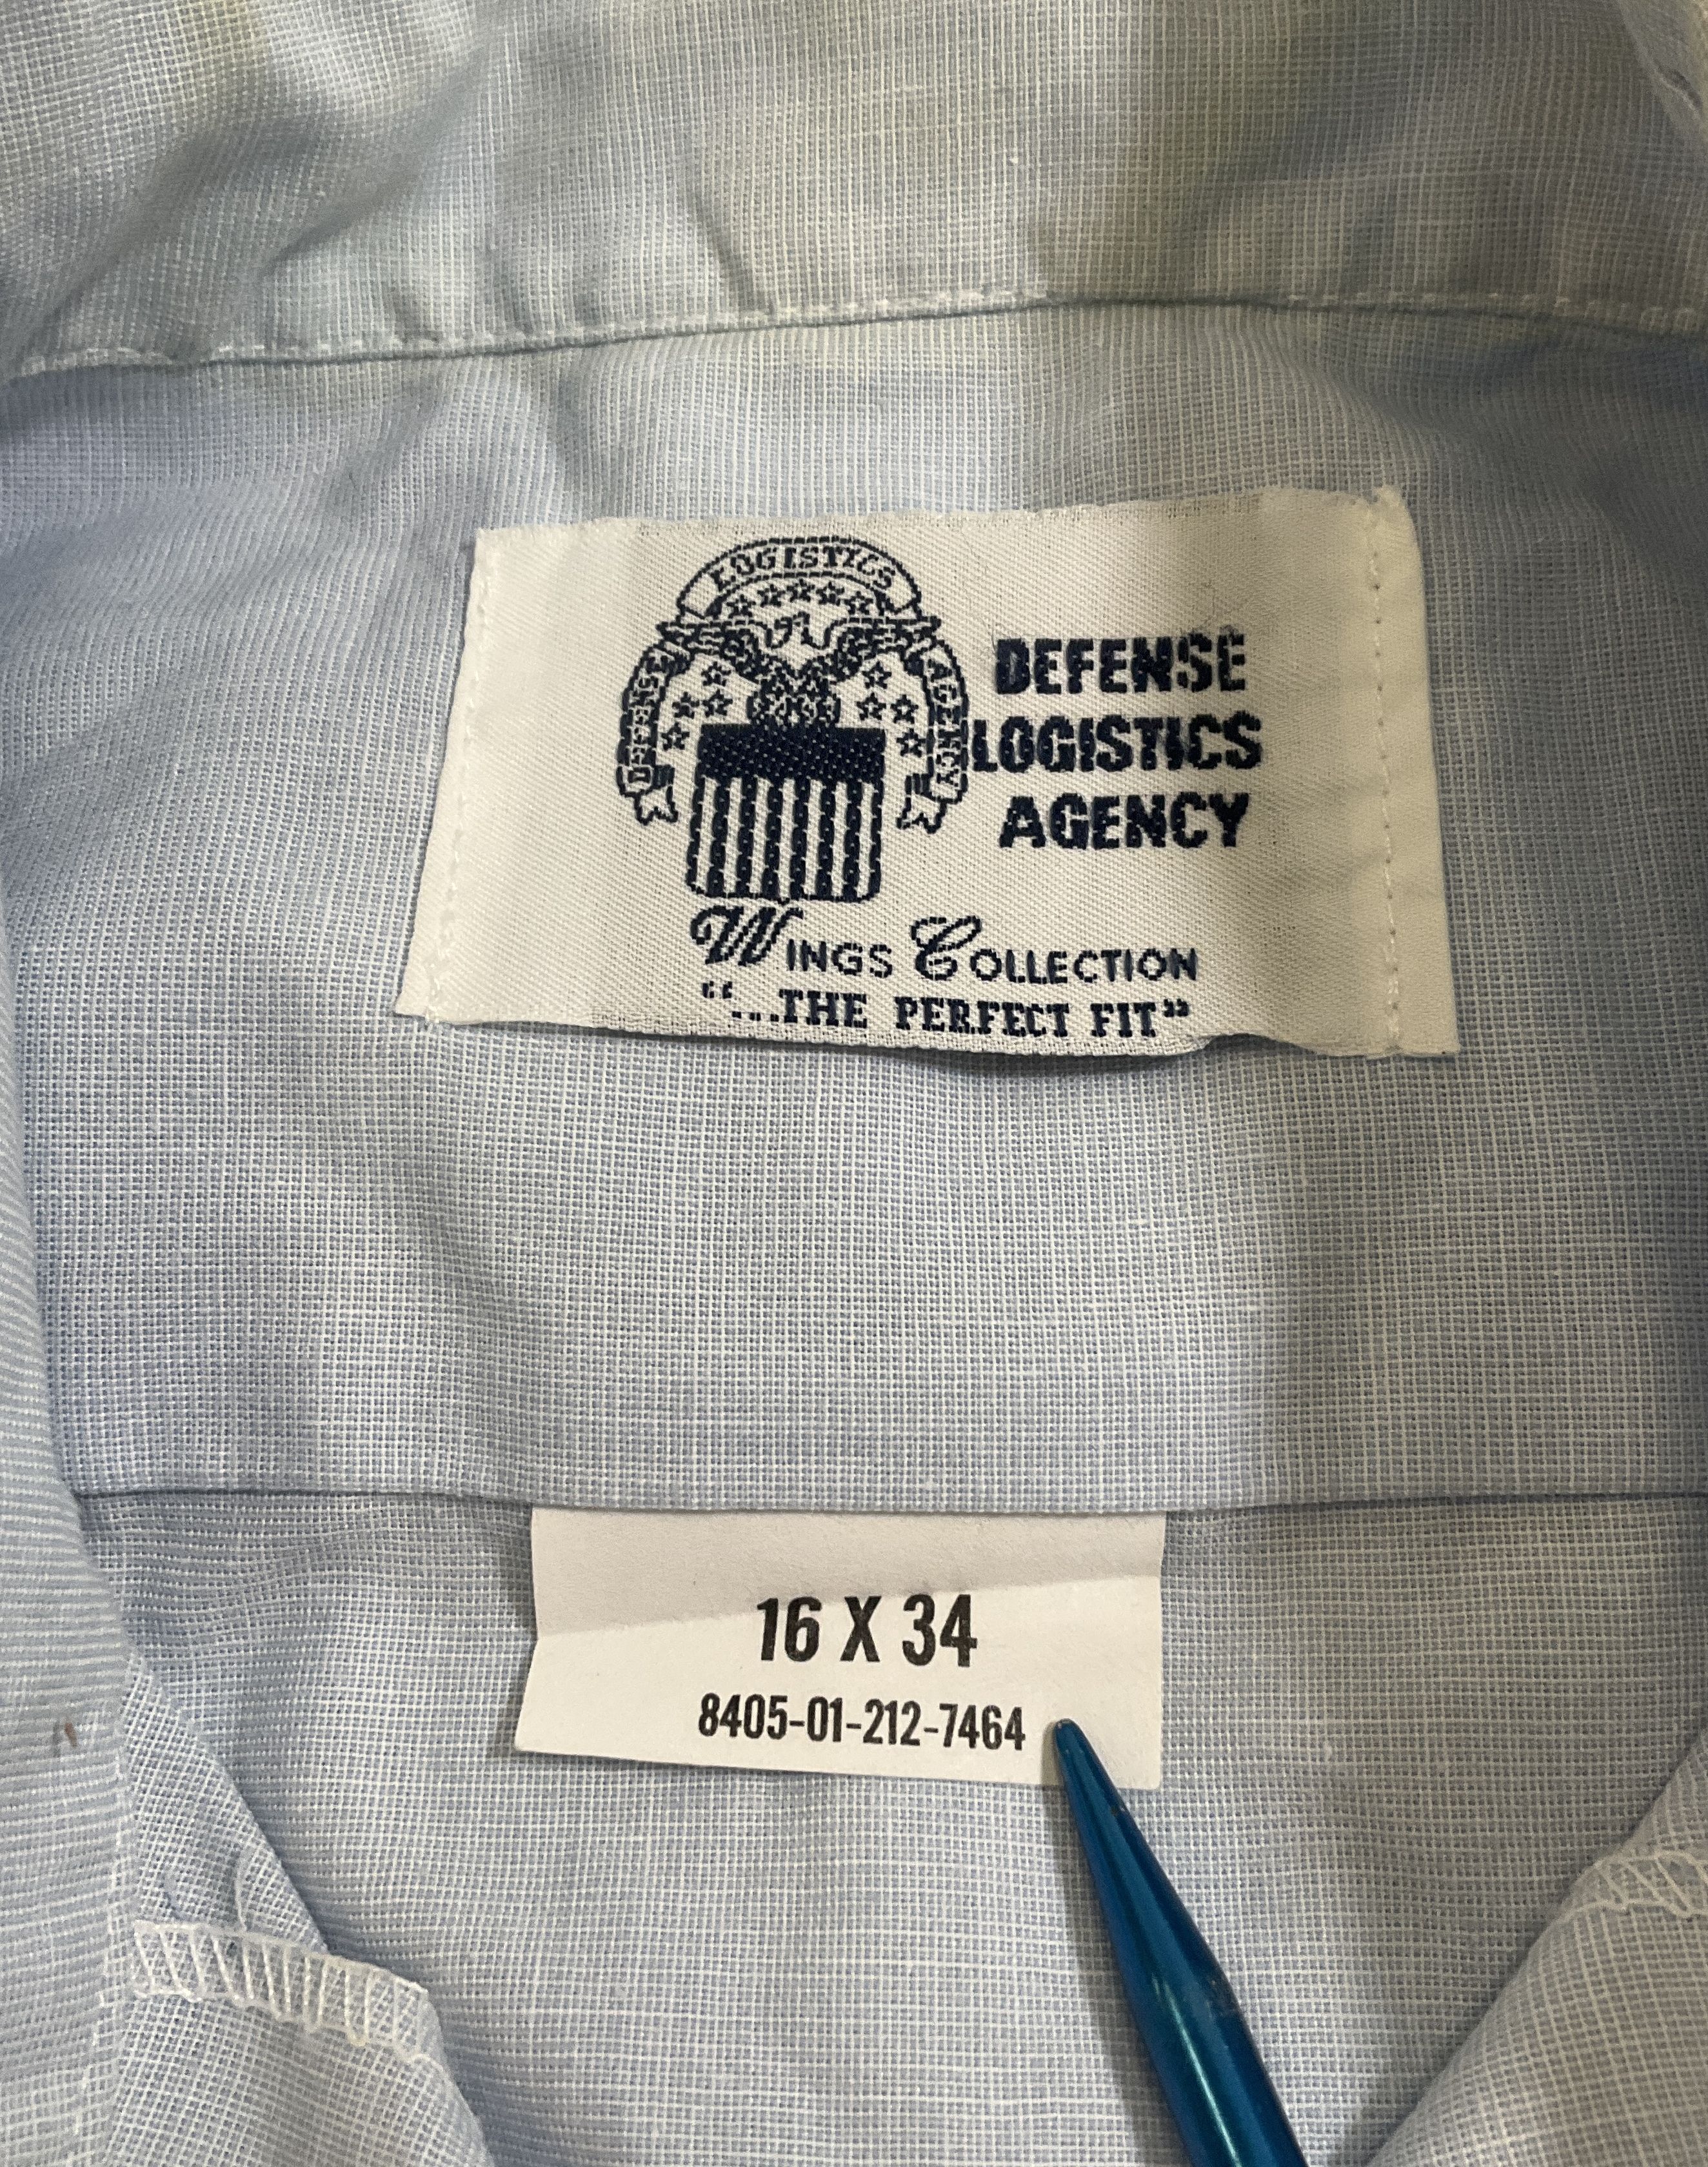 LOGISTICS
DEFENSE
AGENCY
DEFENSE
LOGISTICS
AGENCY
WINGS COLLECTION
"...THE PERFECT FIT"
16 X 34
8405-01-212-7464